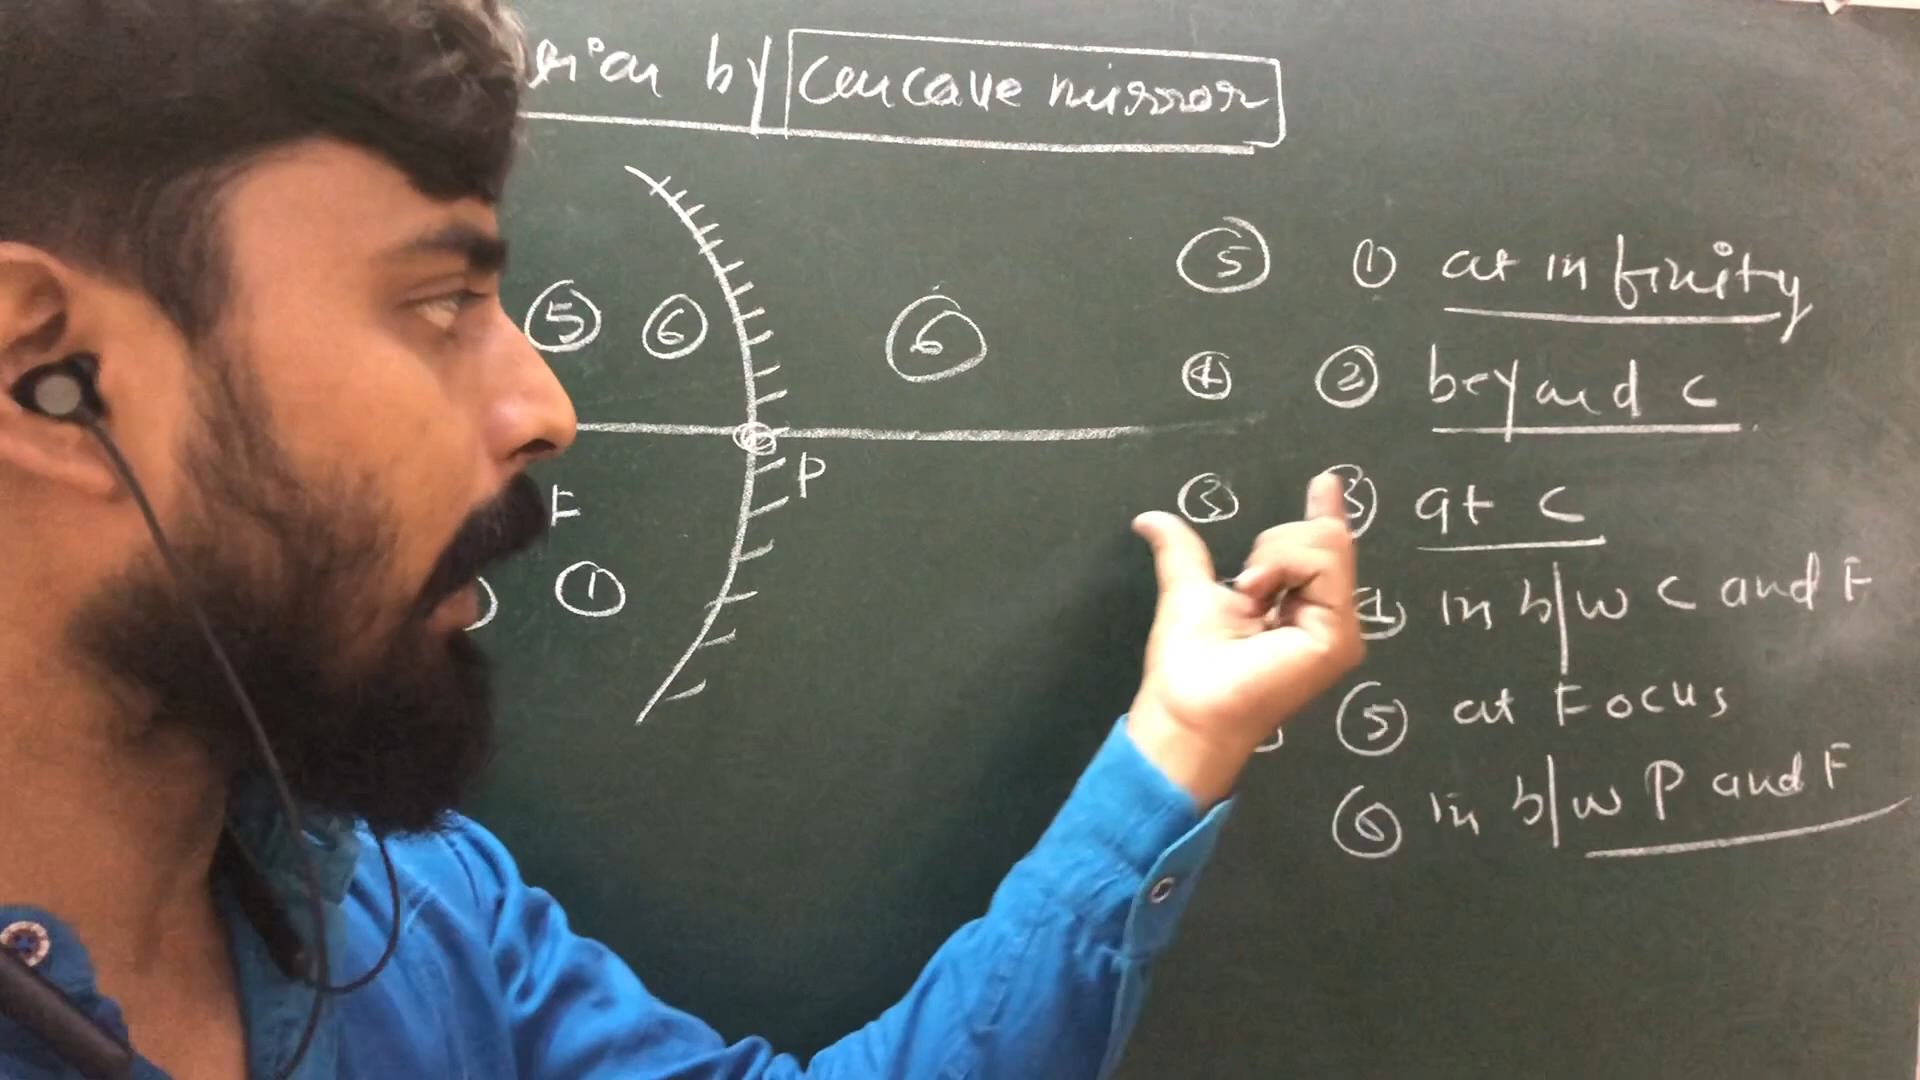 by concave mirror
⑤ ⑥ ⑥
P
F
①
⑤ ① at infinity
④ ② beyond C
③ ③ at C
④ in b/w C and F
⑤ at Focus
⑥ in b/w P and F